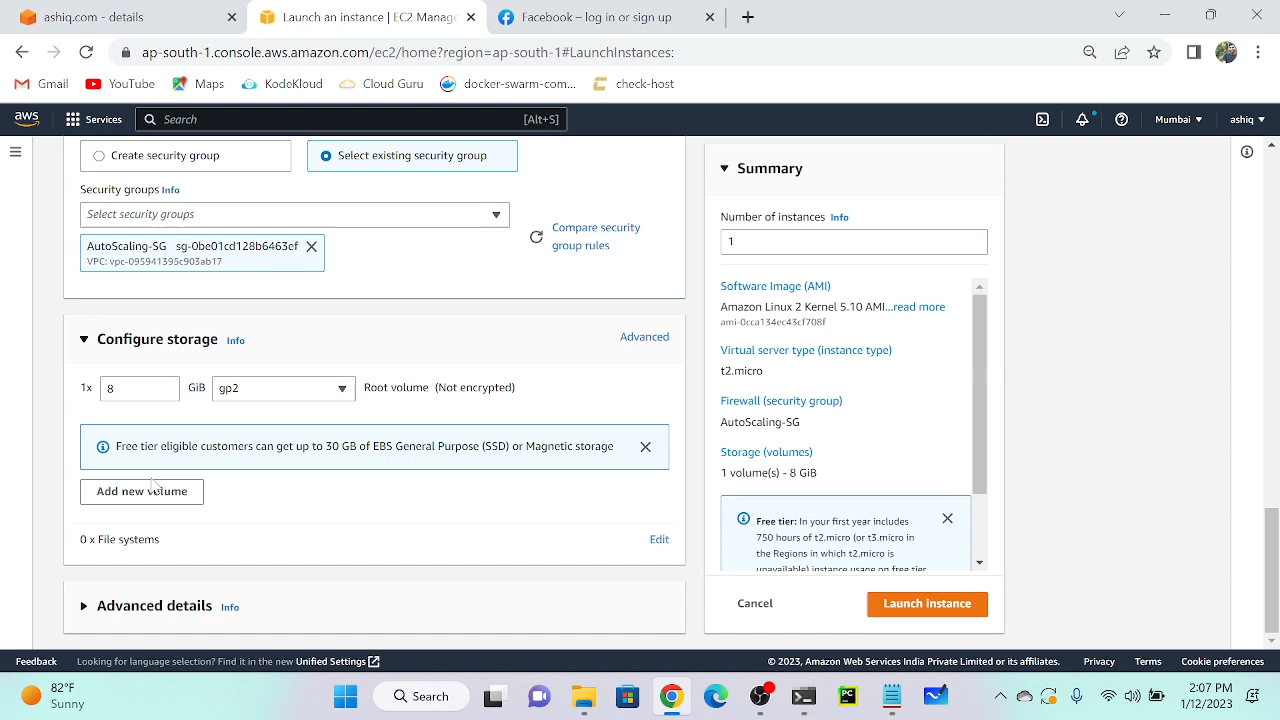 ashiq.com - details
Launch an instance | EC2 Manage
Facebook – log in or sign up
ap-south-1.console.aws.amazon.com/ec2/home?region=ap-south-1#LaunchInstances:
Gmail
YouTube
Maps
KodeKloud
Cloud Guru
docker-swarm-com...
check-host
aws
Services
Search
[Alt+S]
Mumbai
ashiq
Create security group
Select existing security group
Security groups Info
Select security groups
Compare security
group rules
AutoScaling-SG sg-0be01cd128b6463ef
VPC: vpc-095941395c903ab17
Configure storage Info
Advanced
1x
8
GiB
gp2
Root volume (Not encrypted)
Free tier eligible customers can get up to 30 GB of EBS General Purpose (SSD) or Magnetic storage
Add new volume
0 x File systems
Edit
Advanced details Info
Summary
Number of instances Info
1
Software Image (AMI)
Amazon Linux 2 Kernel 5.10 AMI...read more
ami-0cca134ec43cf708f
Virtual server type (instance type)
t2.micro
Firewall (security group)
AutoScaling-SG
Storage (volumes)
1 volume(s) - 8 GiB
Free tier: In your first year includes
750 hours of t2.micro (or t3.micro in
the Regions in which t2.micro is
unavailable) instance usage on free tier
Cancel
Launch instance
Feedback
Looking for language selection? Find it in the new Unified Settings
© 2023, Amazon Web Services India Private Limited or its affiliates.
Privacy
Terms
Cookie preferences
82°F
Sunny
Search
PC
2:07 PM
1/12/2023